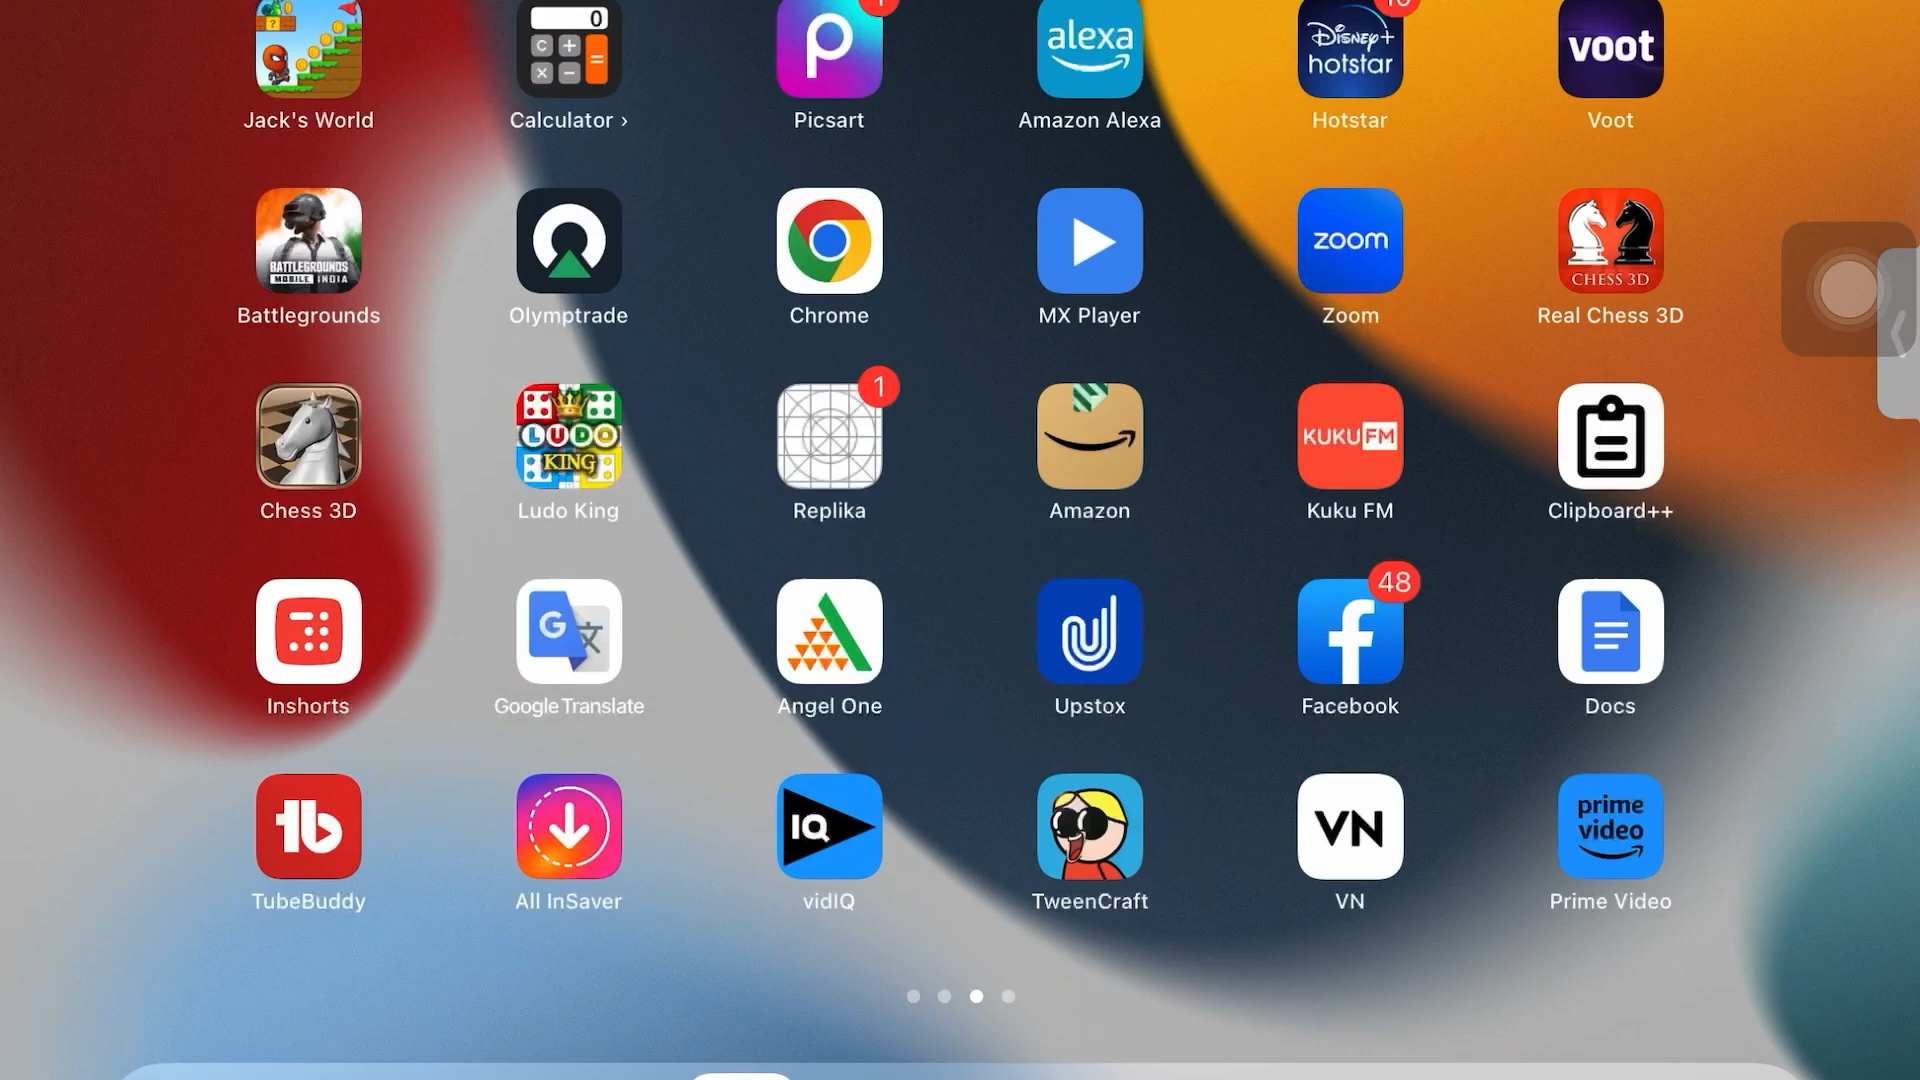 0
C +
× − =
P
alexa
Disney+
hotstar
10
voot
Jack's World
Calculator ›
Picsart
Amazon Alexa
Hotstar
Voot
BATTLEGROUNDS
MOBILE INDIA
zoom
CHESS 3D
Battlegrounds
Olymptrade
Chrome
MX Player
Zoom
Real Chess 3D
LUDO
KING
1
KUKU FM
Chess 3D
Ludo King
Replika
Amazon
Kuku FM
Clipboard++
G 文
48
f
Inshorts
Google Translate
Angel One
Upstox
Facebook
Docs
tb
IQ
VN
prime
video
TubeBuddy
All InSaver
vidIQ
TweenCraft
VN
Prime Video